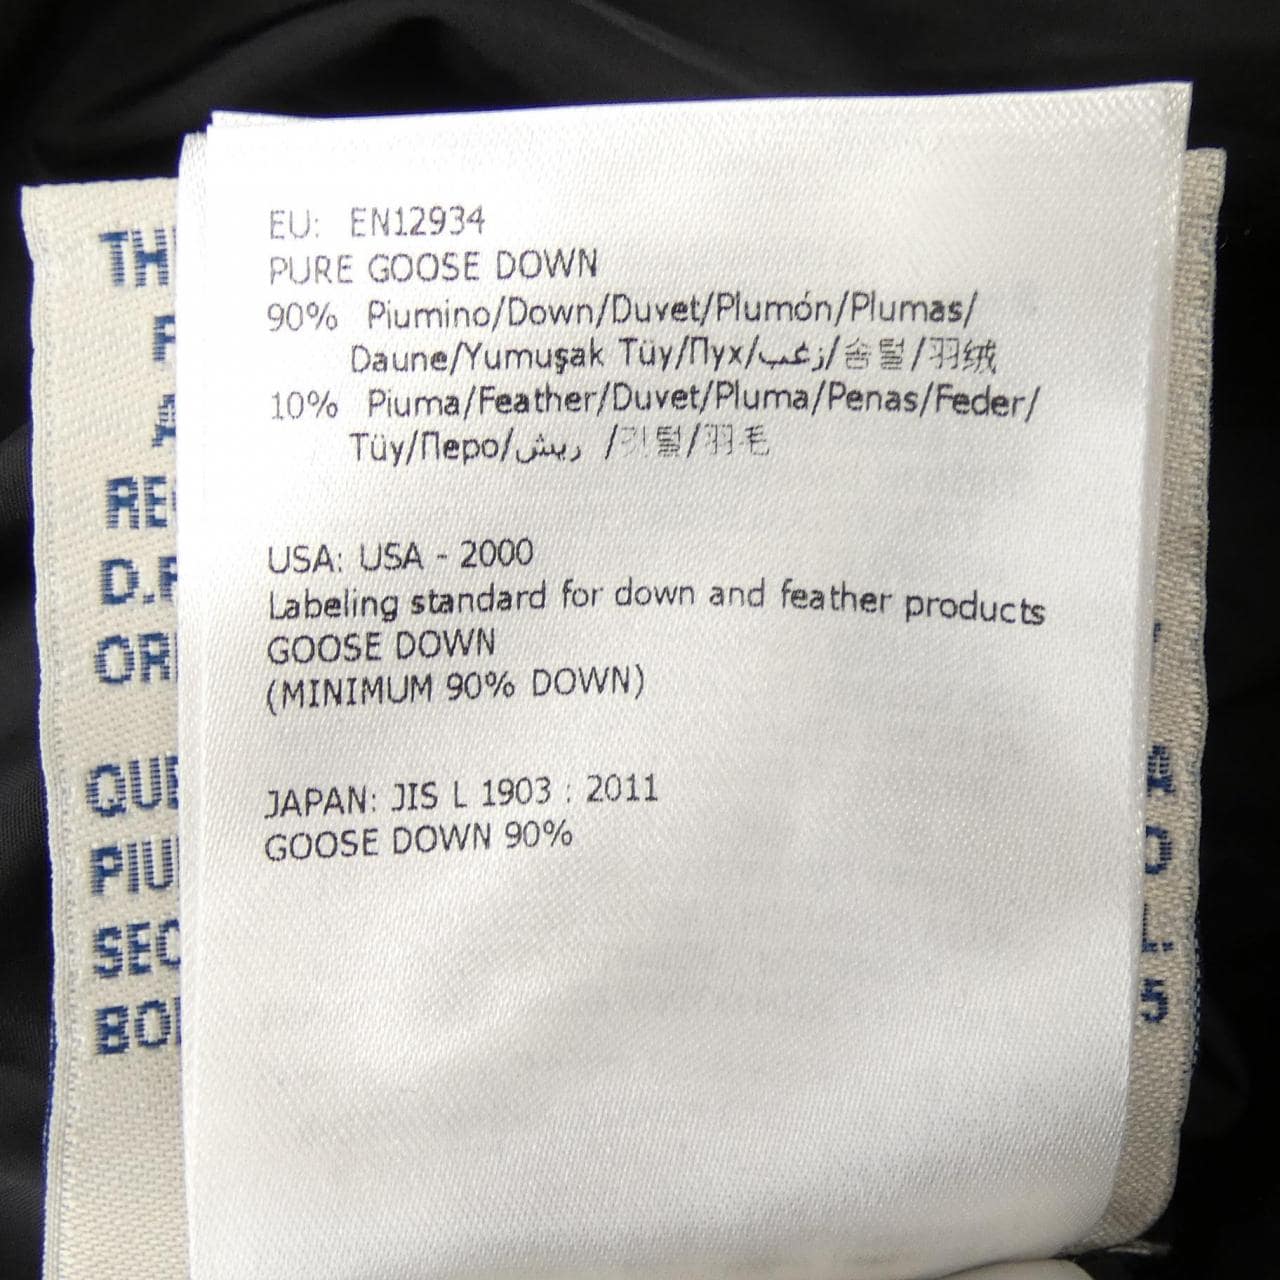 EU: EN12934
PURE GOOSE DOWN
90% Piumino/Down/Duvet/Plumón/Plumas/
Daune/Yumuşak Tüy/Пух/زغب/솜털/羽绒
10% Piuma/Feather/Duvet/Pluma/Penas/Feder/
Tüy/Перо/ريش /깃털/羽毛
USA: USA - 2000
Labeling standard for down and feather products
GOOSE DOWN
(MINIMUM 90% DOWN)
JAPAN: JIS L 1903 : 2011
GOOSE DOWN 90%